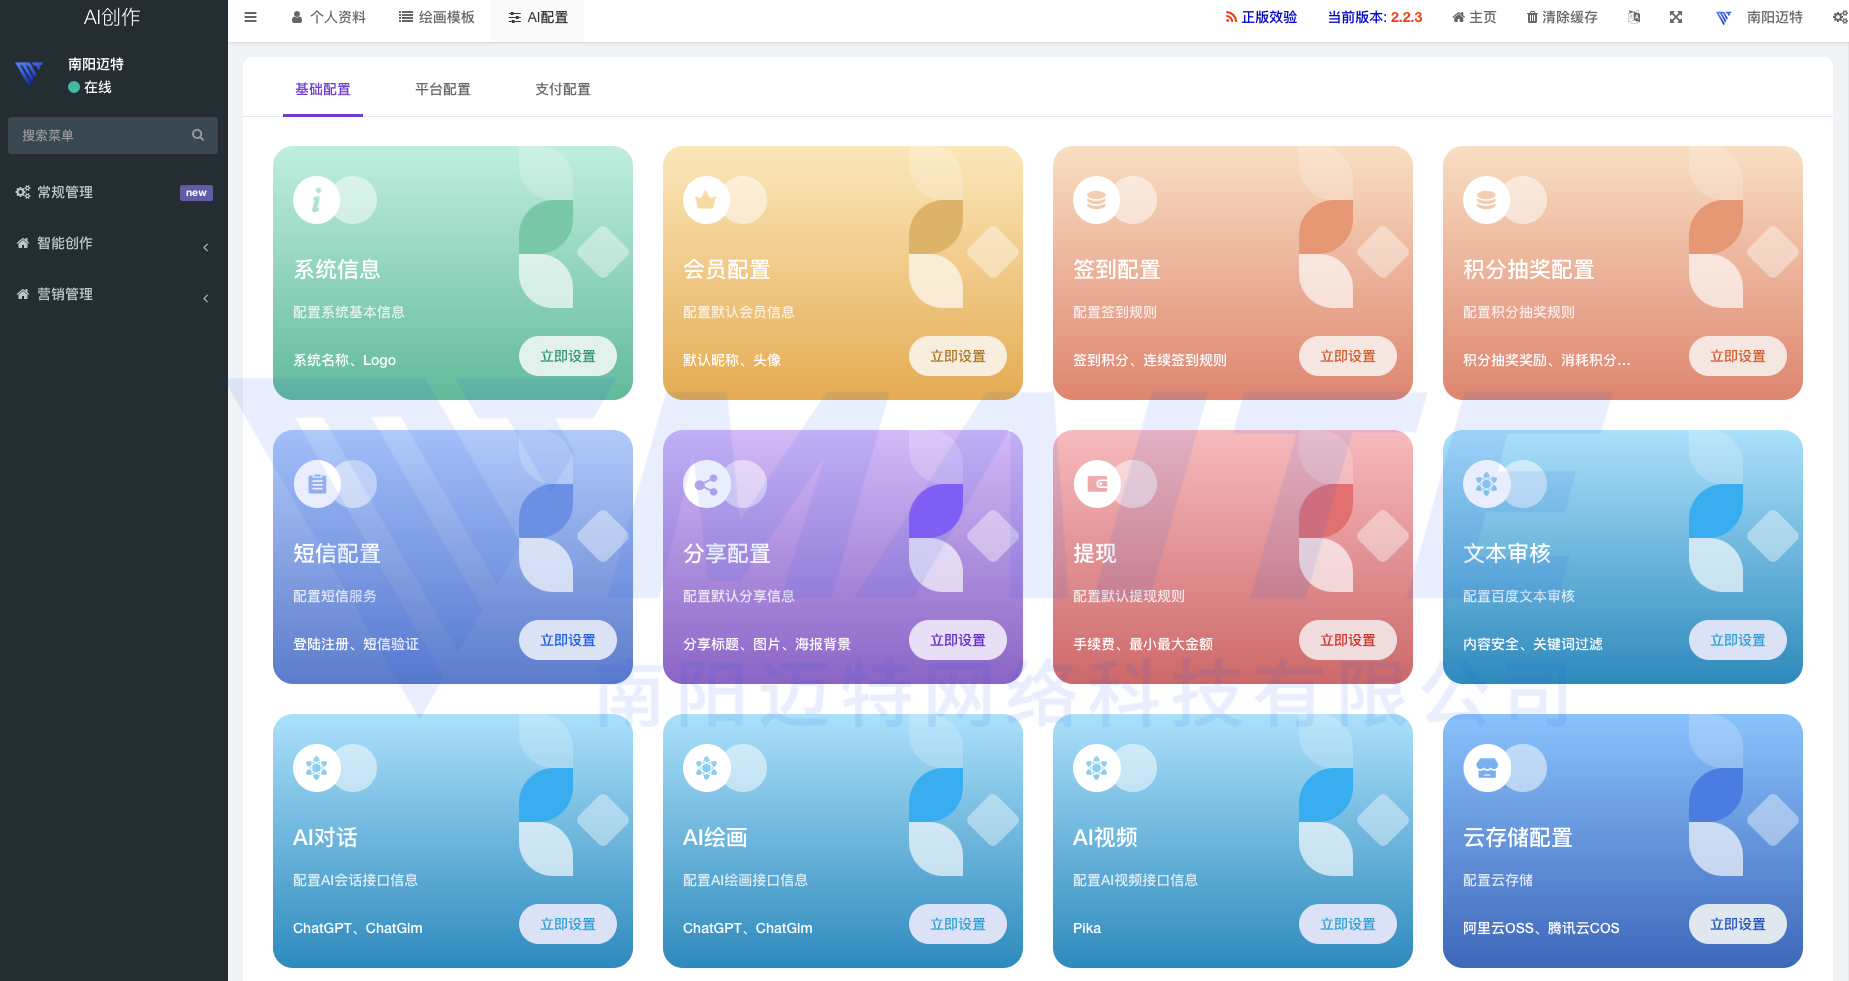 AI创作
个人资料
绘画模板
AI配置
正版效验
当前版本: 2.2.3
主页
清除缓存
南阳迈特
南阳迈特
在线
搜索菜单
常规管理
new
智能创作
营销管理
基础配置
平台配置
支付配置
系统信息
配置系统基本信息
系统名称、Logo
立即设置
会员配置
配置默认会员信息
默认昵称、头像
立即设置
签到配置
配置签到规则
签到积分、连续签到规则
立即设置
积分抽奖配置
配置积分抽奖规则
积分抽奖奖励、消耗积分...
立即设置
短信配置
配置短信服务
登陆注册、短信验证
立即设置
分享配置
配置默认分享信息
分享标题、图片、海报背景
立即设置
提现
配置默认提现规则
手续费、最小最大金额
立即设置
文本审核
配置百度文本审核
内容安全、关键词过滤
立即设置
MAITE
南阳迈特网络科技有限公司
AI对话
配置AI会话接口信息
ChatGPT、ChatGlm
立即设置
AI绘画
配置AI绘画接口信息
ChatGPT、ChatGlm
立即设置
AI视频
配置AI视频接口信息
Pika
立即设置
云存储配置
配置云存储
阿里云OSS、腾讯云COS
立即设置